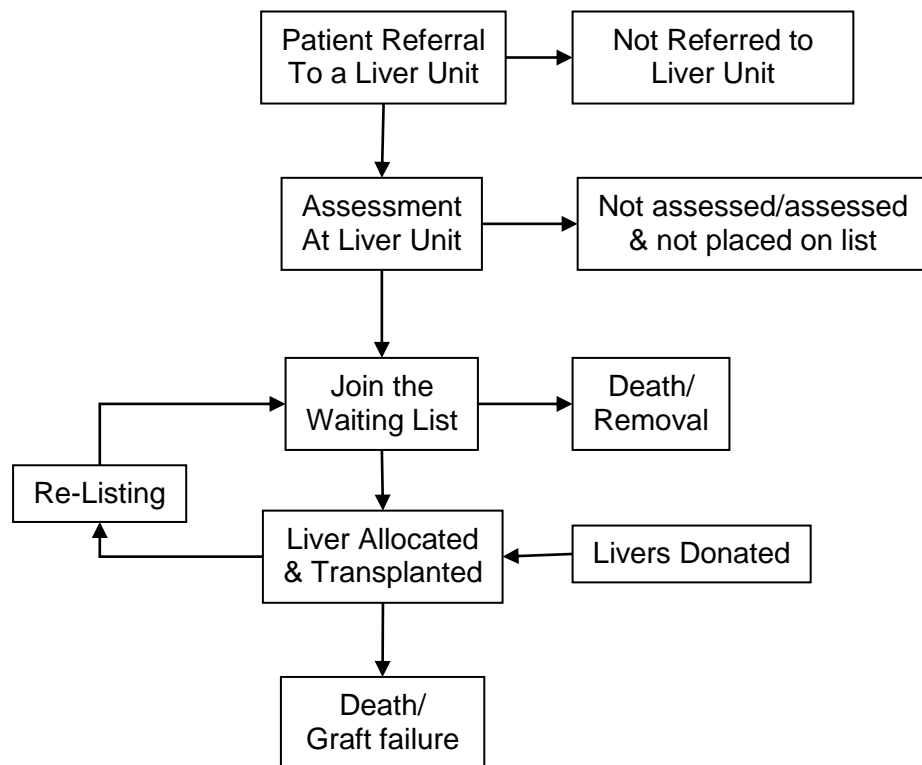 Patient Referral
To a Liver Unit
Not Referred to
Liver Unit
Assessment
At Liver Unit
Not assessed/assessed
& not placed on list
Join the
Waiting List
Death/
Removal
Re-Listing
Liver Allocated
& Transplanted
Livers Donated
Death/
Graft failure